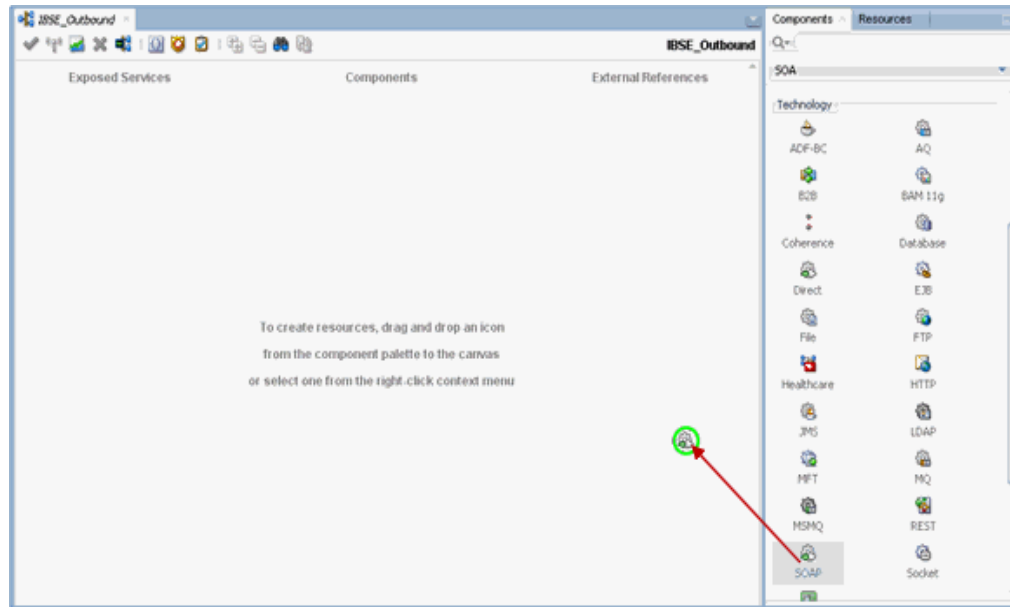 IBSE_Outbound
IBSE_Outbound
Exposed Services
Components
External References
To create resources, drag and drop an icon
from the component palette to the canvas
or select one from the right-click context menu
Components
Resources
SOA
Technology
ADF-BC
AQ
B2B
BAM 11g
Coherence
Database
Direct
EJB
File
FTP
Healthcare
HTTP
JMS
LDAP
MFT
MQ
MSMQ
REST
SOAP
Socket